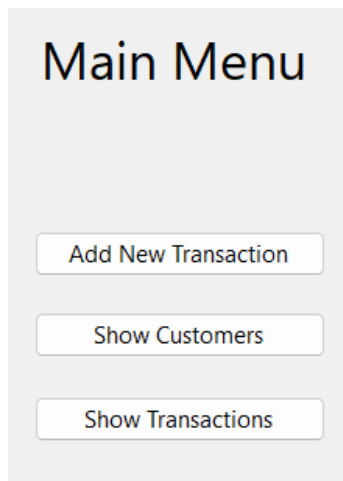 Main Menu
Add New Transaction
Show Customers
Show Transactions